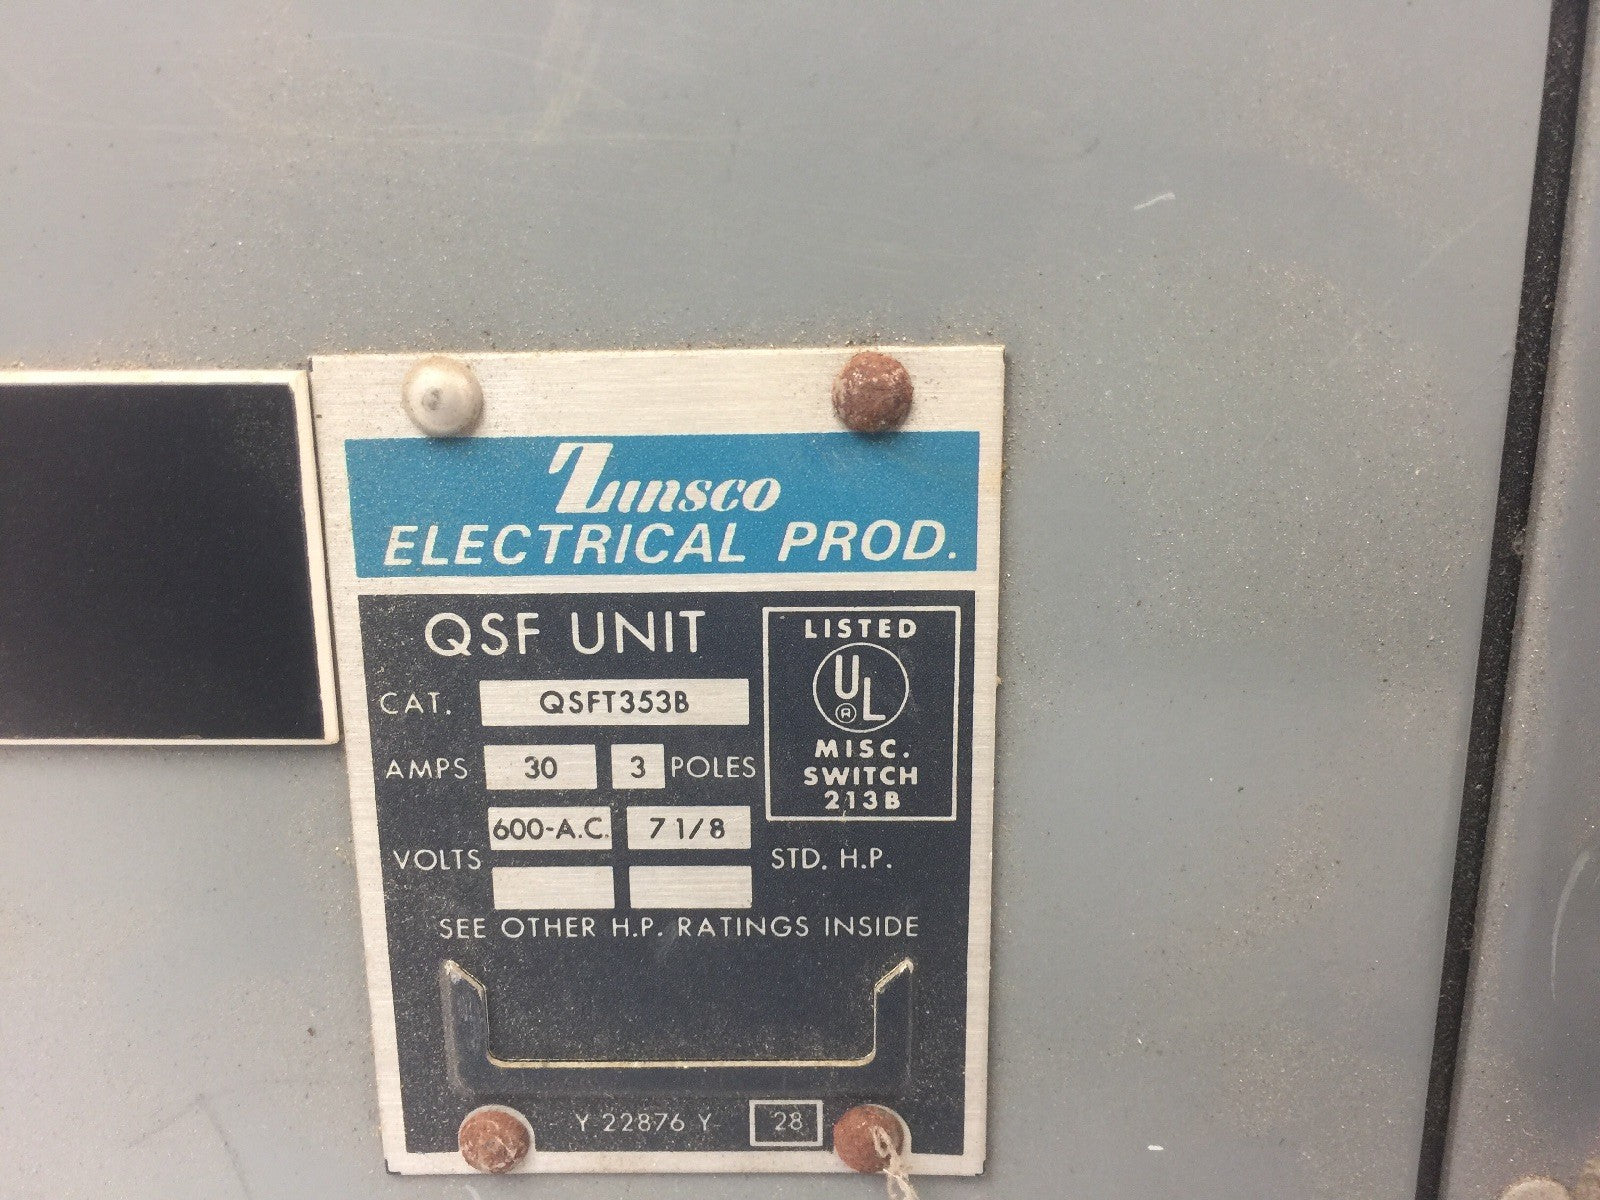 Zinsco
ELECTRICAL PROD.
QSF UNIT
CAT. QSFT353B
AMPS 30 3 POLES
VOLTS 600-A.C. 7 1/8 STD. H.P.
SEE OTHER H.P. RATINGS INSIDE
LISTED
UL
®
MISC.
SWITCH
213B
Y 22876 Y 28